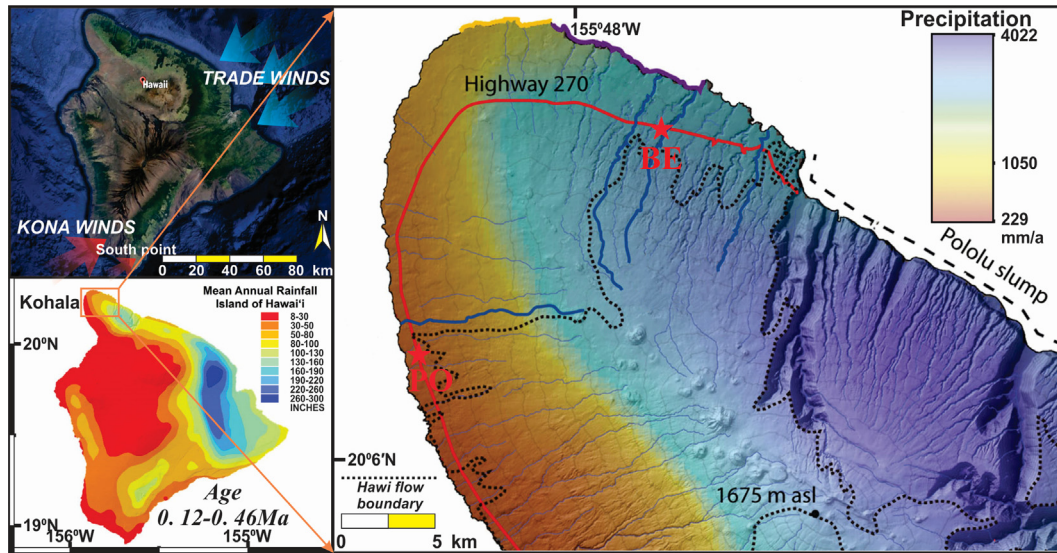 Hawaii
TRADE WINDS
KONA WINDS
South point
N
0 20 40 60 80
km
Kohala
Mean Annual Rainfall
Island of Hawai'i
8-30
30-50
50-80
80-100
100-130
130-160
160-190
190-220
220-260
260-300
INCHES
20°N
19°N
156°W
155°W
Age
0. 12-0. 46Ma
155°48'W
Highway 270
BE
PO
20°6'N
Hawi flow
boundary
0 5 km
1675 m asl
Pololu slump
Precipitation
4022
1050
229
mm/a